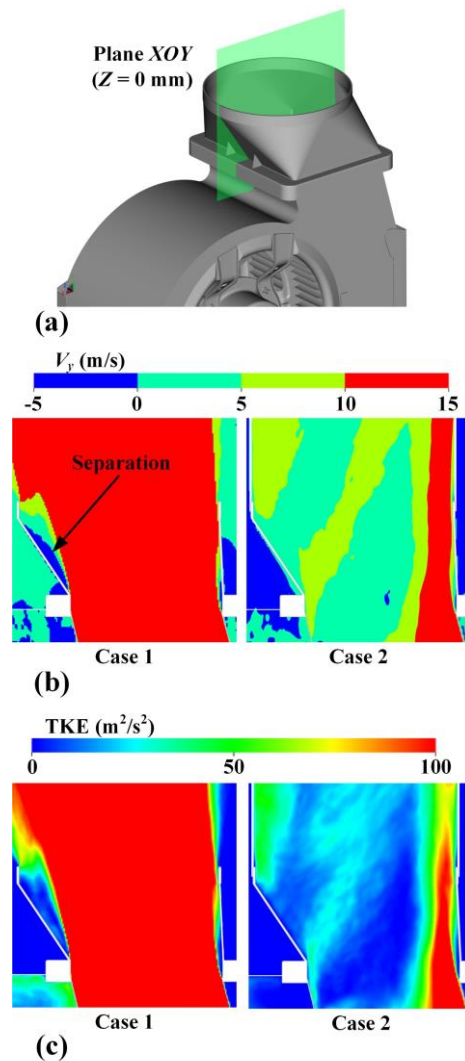 Plane XOY
(Z = 0 mm)
(a)
Vy (m/s)
-5 0 5 10 15
Separation
Case 1 Case 2
(b)
TKE (m²/s²)
0 50 100
Case 1 Case 2
(c)